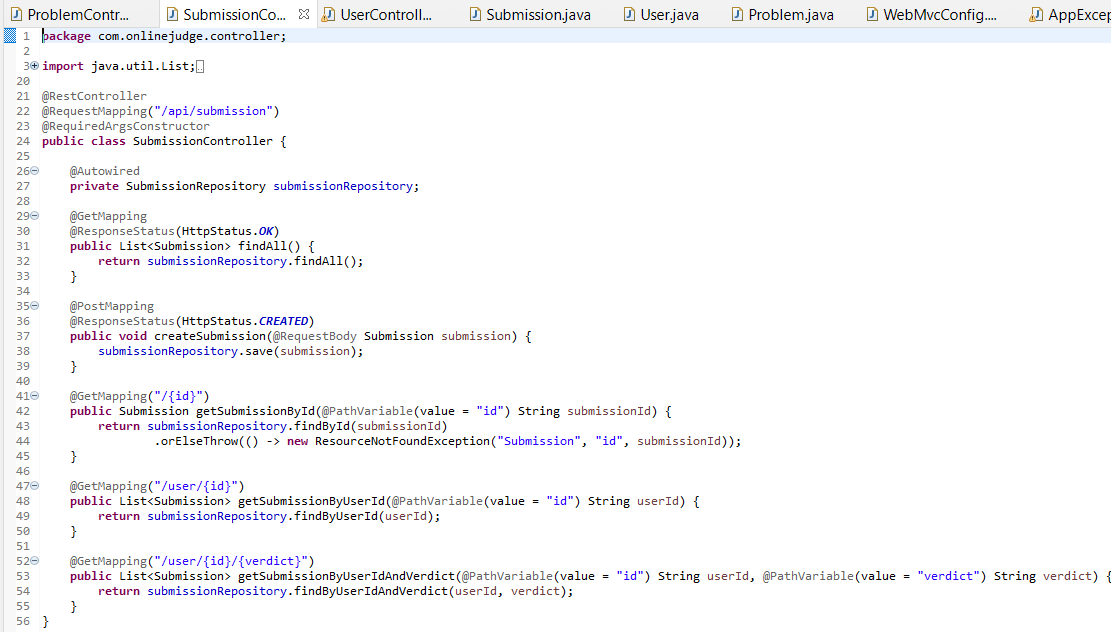 ProblemContr... SubmissionCo... UserControll... Submission.java User.java Problem.java WebMvcConfig.... AppExcep
1 package com.onlinejudge.controller;
2
3 import java.util.List;
20
21 @RestController
22 @RequestMapping("/api/submission")
23 @RequiredArgsConstructor
24 public class SubmissionController {
25
26 @Autowired
27 private SubmissionRepository submissionRepository;
28
29 @GetMapping
30 @ResponseStatus(HttpStatus.OK)
31 public List<Submission> findAll() {
32 return submissionRepository.findAll();
33 }
34
35 @PostMapping
36 @ResponseStatus(HttpStatus.CREATED)
37 public void createSubmission(@RequestBody Submission submission) {
38 submissionRepository.save(submission);
39 }
40
41 @GetMapping("/{id}")
42 public Submission getSubmissionById(@PathVariable(value = "id") String submissionId) {
43 return submissionRepository.findById(submissionId)
44 .orElseThrow(() -> new ResourceNotFoundException("Submission", "id", submissionId));
45 }
46
47 @GetMapping("/user/{id}")
48 public List<Submission> getSubmissionByUserId(@PathVariable(value = "id") String userId) {
49 return submissionRepository.findByUserId(userId);
50 }
51
52 @GetMapping("/user/{id}/{verdict}")
53 public List<Submission> getSubmissionByUserIdAndVerdict(@PathVariable(value = "id") String userId, @PathVariable(value = "verdict") String verdict) {
54 return submissionRepository.findByUserIdAndVerdict(userId, verdict);
55 }
56 }